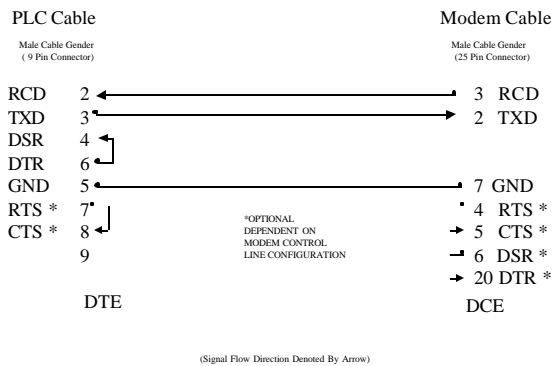 PLC Cable Modem Cable
Male Cable Gender Male Cable Gender
( 9 Pin Connector) (25 Pin Connector)
RCD 2 3 RCD
TXD 3 2 TXD
DSR 4
DTR 6
GND 5 7 GND
RTS * 7 4 RTS *
CTS * 8 5 CTS *
9 6 DSR *
20 DTR *
*OPTIONAL
DEPENDENT ON
MODEM CONTROL
LINE CONFIGURATION
DTE DCE
(Signal Flow Direction Denoted By Arrow)